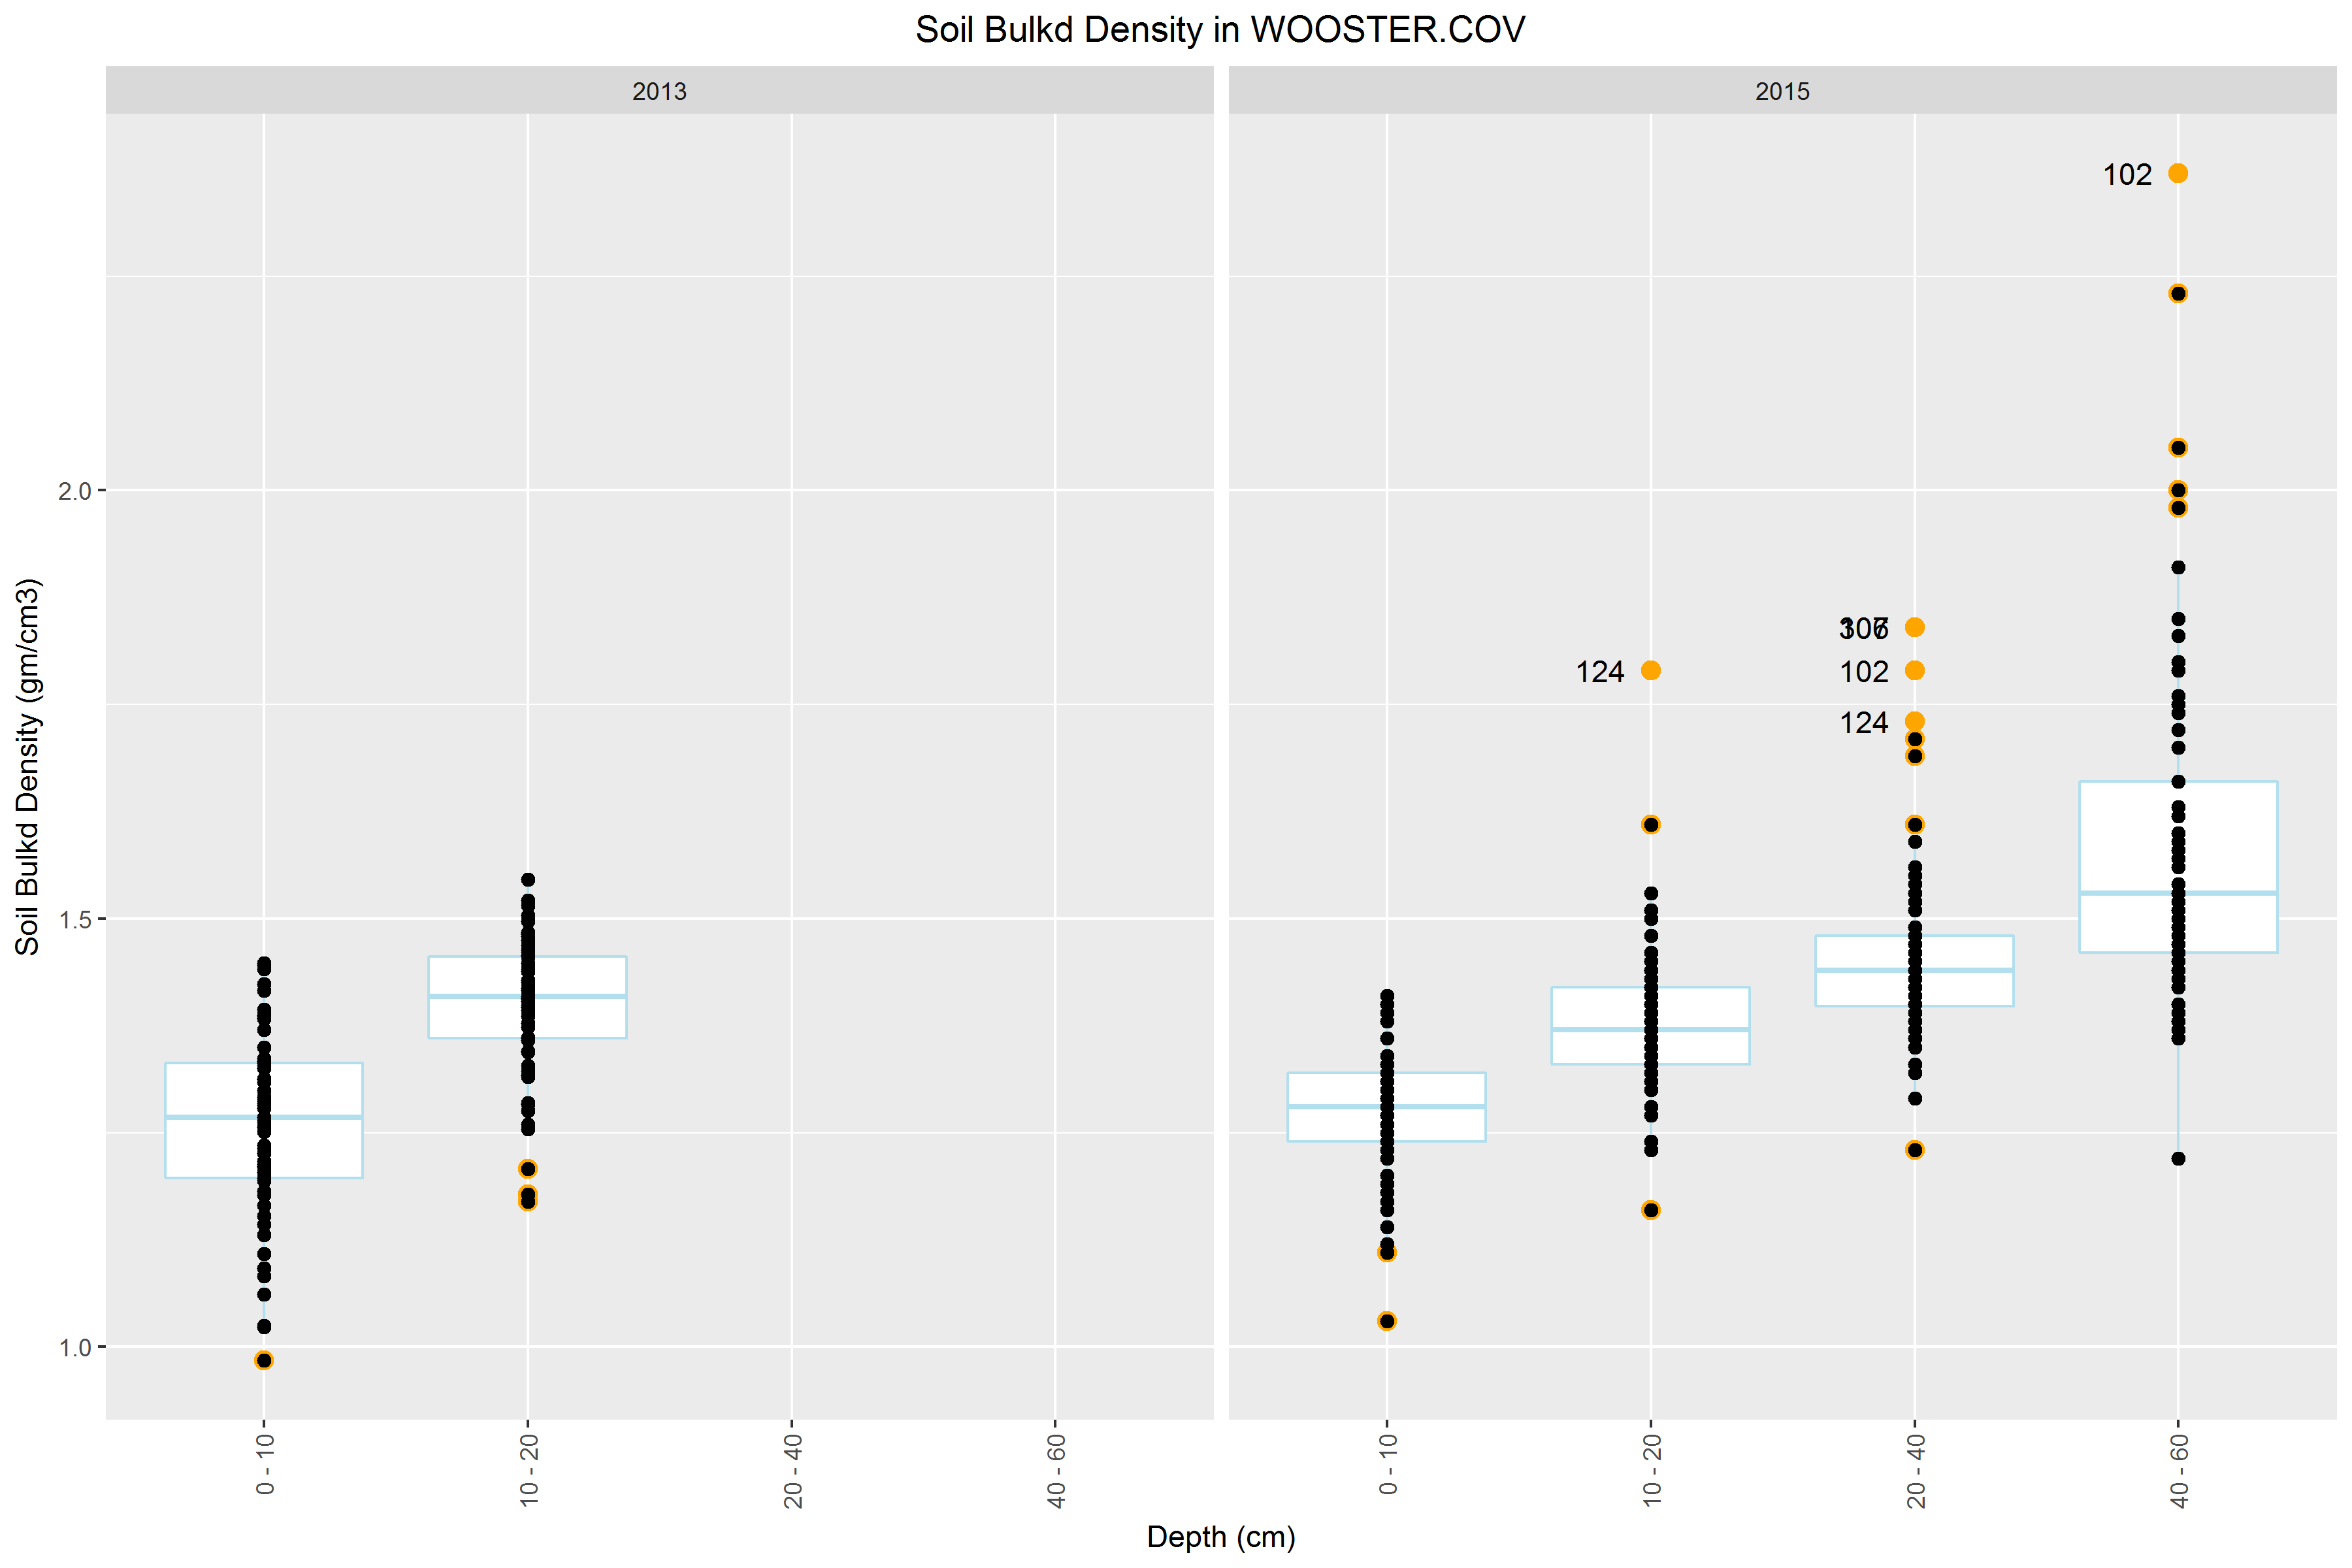 Soil Bulkd Density in WOOSTER.COV
2013
2015
Soil Bulkd Density (gm/cm3)
2.0
1.5
1.0
102
124
102
124
0 - 10
10 - 20
20 - 40
40 - 60
0 - 10
10 - 20
20 - 40
40 - 60
Depth (cm)